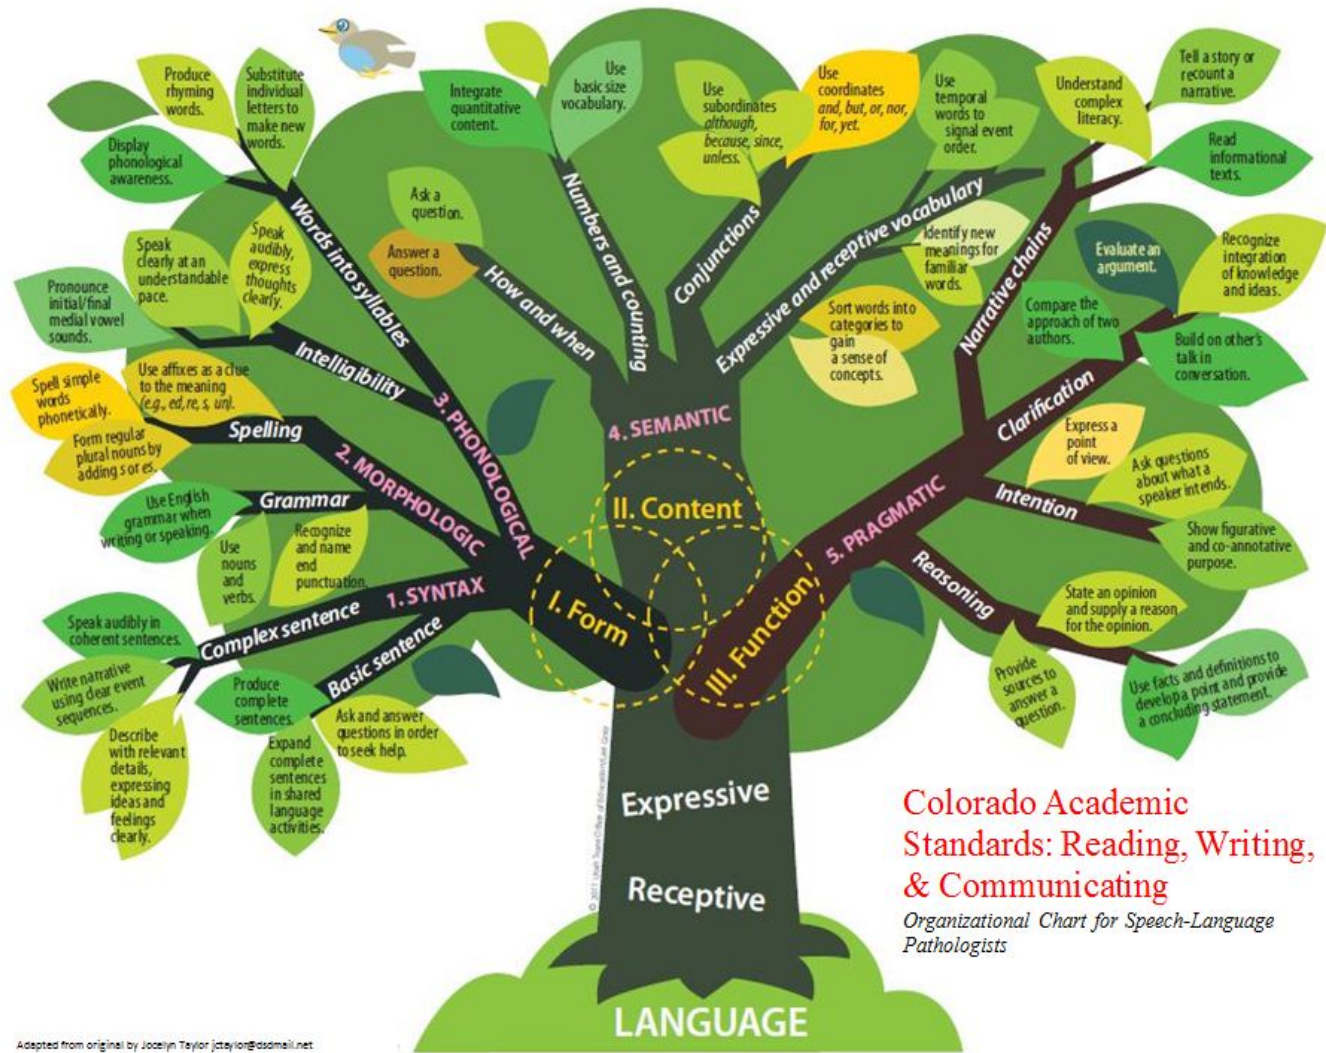 Produce
rhyming
words.
Substitute
individual
letters to
make new
words.
Display
phonological
awareness.
Words into syllables
Speak
clearly at an
understandable
pace.
Speak
audibly,
express
thoughts
clearly.
Pronounce
initial/final
medial vowel
sounds.
Intelligibility
3. PHONOLOGICAL
Use affixes as a clue
to the meaning
(e.g., ed, re, s, un).
Spell simple
words
phonetically.
Form regular
plural nouns by
adding s or es.
Spelling
2. MORPHOLOGIC
Use English
grammar when
writing or speaking.
Grammar
Use
nouns
and
verbs.
Recognize
and name
end
punctuation.
1. SYNTAX
Speak audibly in
coherent sentences.
Complex sentence
Write narrative
using clear event
sequences.
Describe
with relevant
details,
expressing
ideas and
feelings
clearly.
Basic sentence
Produce
complete
sentences.
Expand
complete
sentences
in shared
language
activities.
Ask and answer
questions in order
to seek help.
I. Form
Ask a
question.
Answer a
question.
How and when
Integrate
quantitative
content.
Use
basic size
vocabulary.
Numbers and counting
Use
subordinates
although,
because, since,
unless.
Use
coordinates
and, but, or, nor,
for, yet.
Conjunctions
Use
temporal
words to
signal event
order.
Expressive and receptive vocabulary
Identify new
meanings for
familiar
words.
Sort words into
categories to
gain
a sense of
concepts.
4. SEMANTIC
II. Content
Understand
complex
literacy.
Tell a story or
recount a
narrative.
Read
informational
texts.
Narrative chains
Evaluate an
argument.
Recognize
integration
of knowledge
and ideas.
Compare the
approach of two
authors.
Build on other's
talk in
conversation.
Clarification
Express a
point
of view.
Ask questions
about what a
speaker intends.
Intention
Show figurative
and co-annotative
purpose.
5. PRAGMATIC
Reasoning
State an opinion
and supply a reason
for the opinion.
Provide
sources to
answer a
question.
Use facts and definitions to
develop a point and provide
a concluding statement.
III. Function
Expressive
Receptive
LANGUAGE
© 2011 Utah State Office of Education
Colorado Academic
Standards: Reading, Writing,
& Communicating
Organizational Chart for Speech-Language
Pathologists
Adapted from original by Jocelyn Taylor jctaylor@dsdmail.net